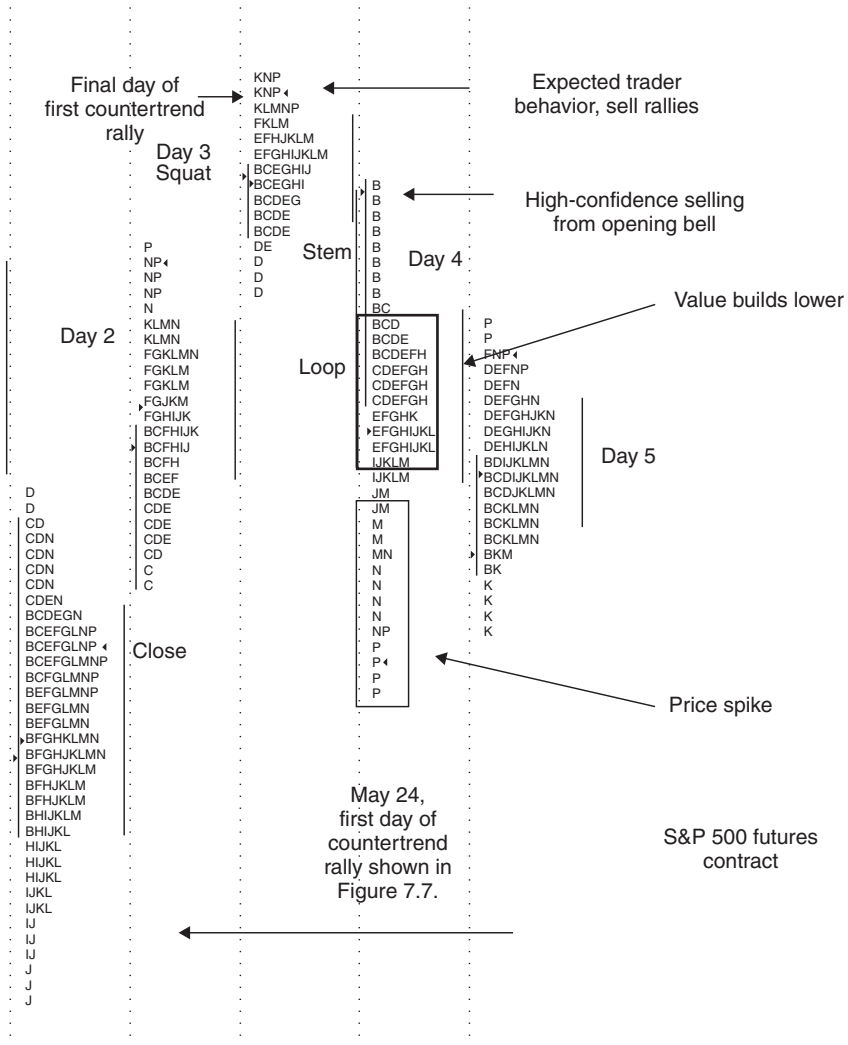 Final day of
first countertrend
rally
Day 3
Squat
Expected trader
behavior, sell rallies
High-confidence selling
from opening bell
Stem
Day 4
Value builds lower
Day 2
Loop
Day 5
Close
Price spike
May 24,
first day of
countertrend
rally shown in
Figure 7.7.
S&P 500 futures
contract
D
D
CD
CDN
CDN
CDN
CDN
CDEN
BCDEGN
BCEFGLNP
BCEFGLNP
BCEFGLMNP
BCFGLMNP
BEFGLMNP
BEFGLMN
BEFGLMN
BFGHKLMN
BFGHJKLMN
BFGHJKLM
BFHJKLM
BFHJKLM
BHIJKLM
BHIJKL
HIJKL
HIJKL
HIJKL
IJKL
IJKL
IJ
IJ
IJ
J
J
J
P
NP
NP
NP
N
KLMN
KLMN
FGKLMN
FGKLM
FGKLM
FGJKM
FGHIJK
BCFHIJK
BCFHIJ
BCFH
BCEF
BCDE
CDE
CDE
CDE
CD
C
C
KNP
KNP
KLMNP
FKLM
EFHJKLM
EFGHIJKLM
BCEGHIJ
BCEGHI
BCDEG
BCDE
BCDE
DE
D
D
D
B
B
B
B
B
B
B
B
BC
BCD
BCDE
BCDEFH
CDEFGH
CDEFGH
CDEFGH
EFGHK
EFGHIJKL
EFGHIJKL
IJKLM
IJKLM
JM
JM
M
M
MN
N
N
N
N
NP
P
P
P
P
P
P
FNP
DEFNP
DEFN
DEFGHN
DEFGHJKN
DEGHIJKN
DEHIJKLN
BDIJKLMN
BCDIJKLMN
BCDJKLMN
BCKLMN
BCKLMN
BCKLMN
BKM
BK
K
K
K
K